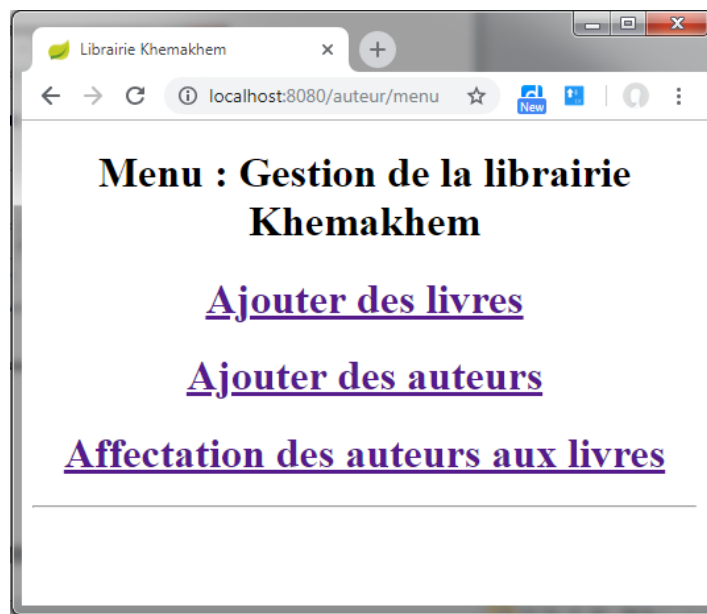 Librairie Khemakhem
localhost:8080/auteur/menu
New
Menu : Gestion de la librairie
Khemakhem
Ajouter des livres
Ajouter des auteurs
Affectation des auteurs aux livres